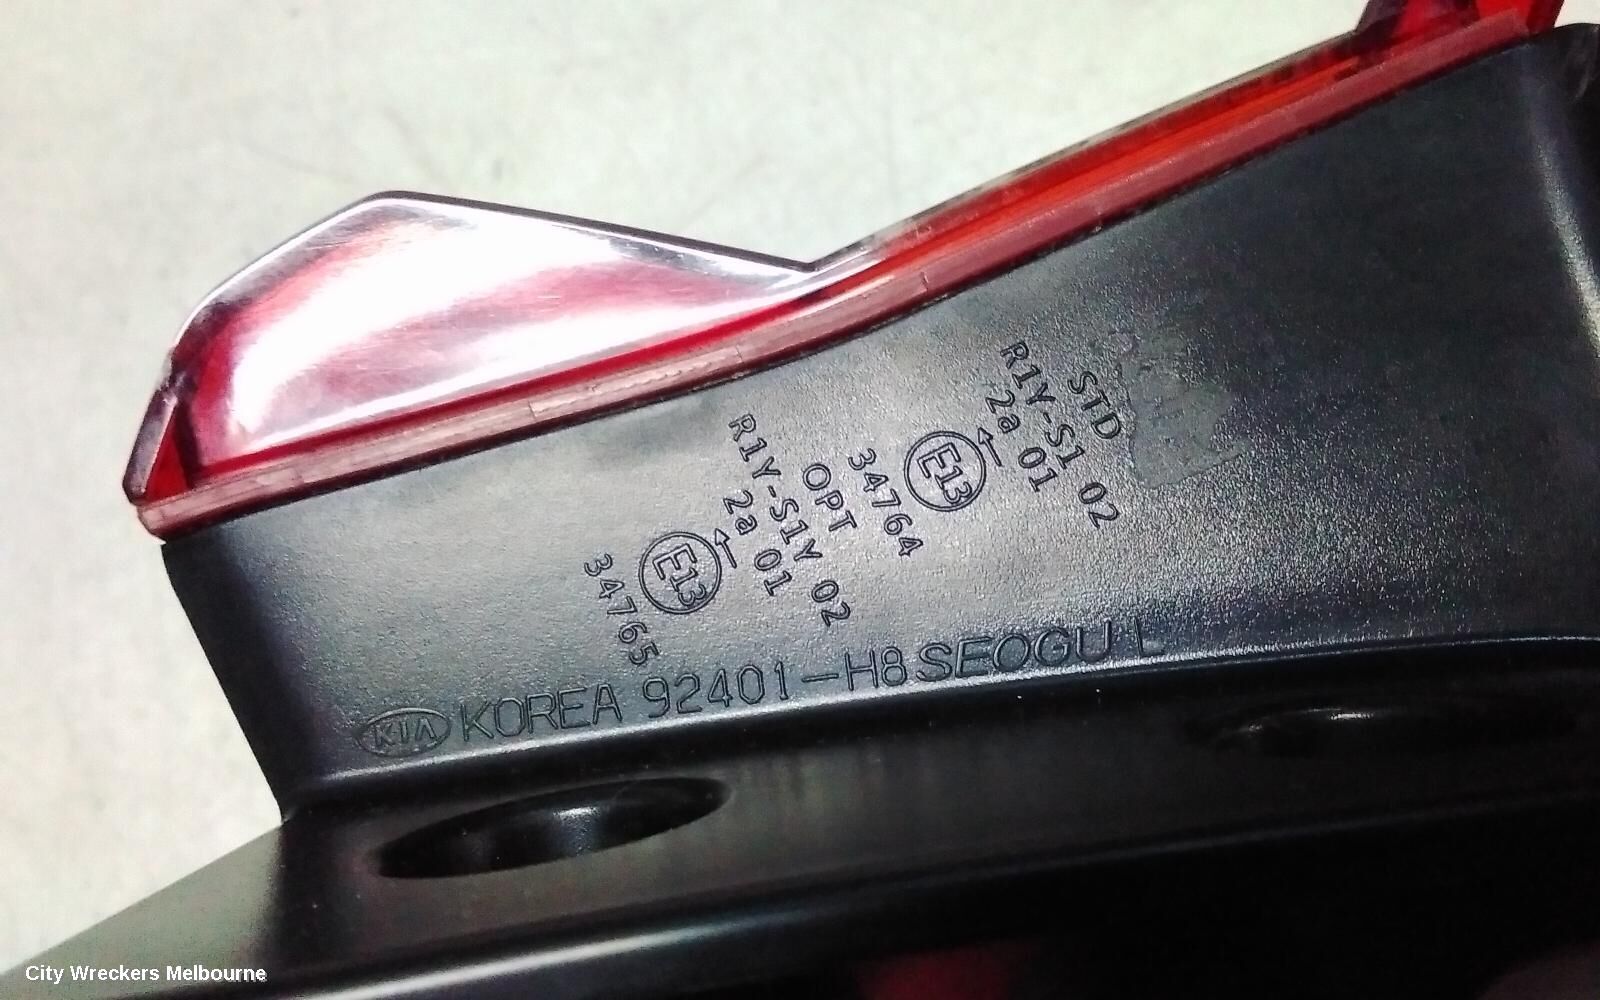 STD
R1Y-S1 02
2a 01
E13
34764
OPT
R1Y-S1Y 02
2a 01
E13
34765
KIA KOREA 92401-H8 SEOGU L
City Wreckers Melbourne